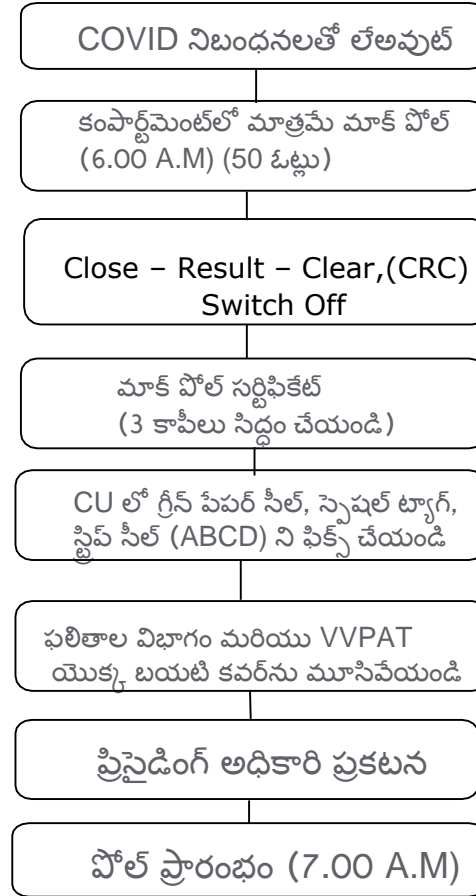 COVID నిబంధనలతో లేఅవుట్
కంపార్ట్‌మెంట్‌లో మాత్రమే మాక్ పోల్
(6.00 A.M) (50 ఓట్లు)
Close – Result – Clear,(CRC)
Switch Off
మాక్ పోల్ సర్టిఫికేట్
(3 కాపీలు సిద్ధం చేయండి)
CU లో గ్రీన్ పేపర్ సీల్, స్పెషల్ ట్యాగ్,
స్ట్రిప్ సీల్ (ABCD) ని ఫిక్స్ చేయండి
ఫలితాల విభాగం మరియు VVPAT
యొక్క బయటి కవర్‌ను మూసివేయండి
ప్రిసైడింగ్ అధికారి ప్రకటన
పోల్ ప్రారంభం (7.00 A.M)